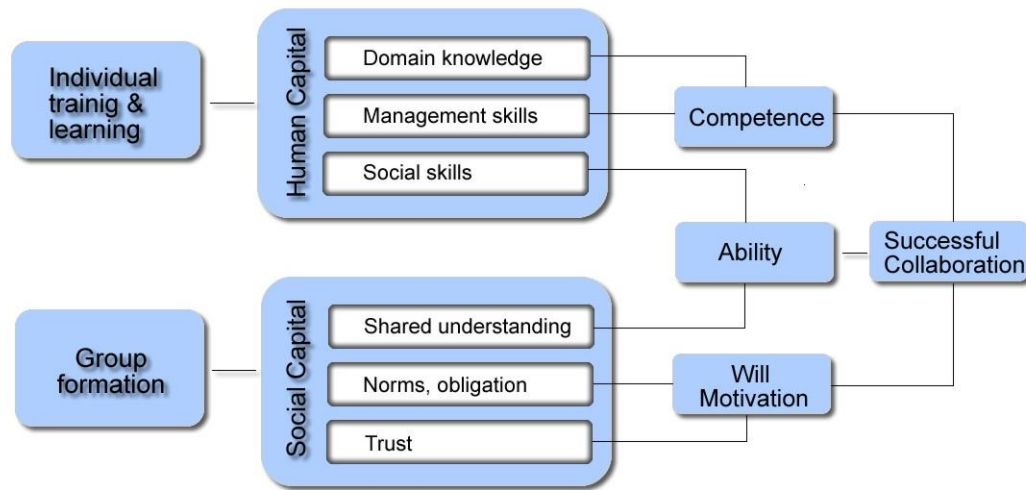 Individual
trainig &
learning
Human Capital
Domain knowledge
Management skills
Social skills
Competence
Ability
Successful
Collaboration
Group
formation
Social Capital
Shared understanding
Norms, obligation
Trust
Will
Motivation